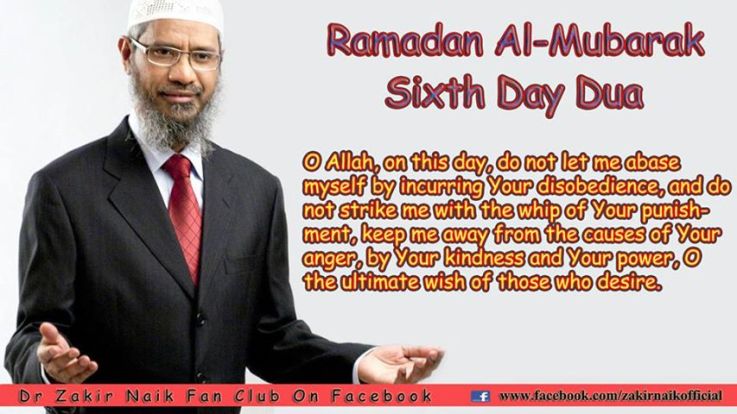 Ramadan Al-Mubarak
Sixth Day Dua
O Allah, on this day, do not let me abase
myself by incurring Your disobedience, and do
not strike me with the whip of Your punish-
ment, keep me away from the causes of Your
anger, by Your kindness and Your power, O
the ultimate wish of those who desire.
Dr Zakir Naik Fan Club On Facebook
f www.facebook.com/zakirnaikofficial